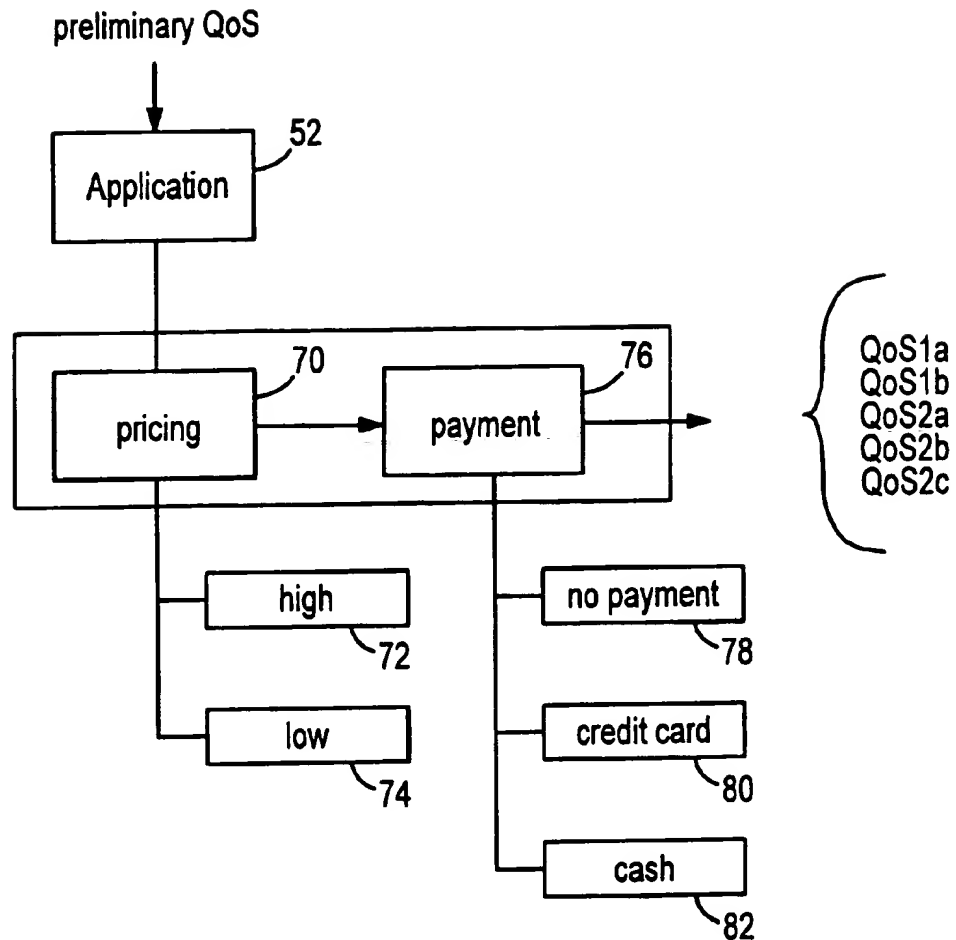 preliminary QoS
52
Application
70
76
pricing
payment
QoS1a
QoS1b
QoS2a
QoS2b
QoS2c
high
72
no payment
78
low
74
credit card
80
cash
82